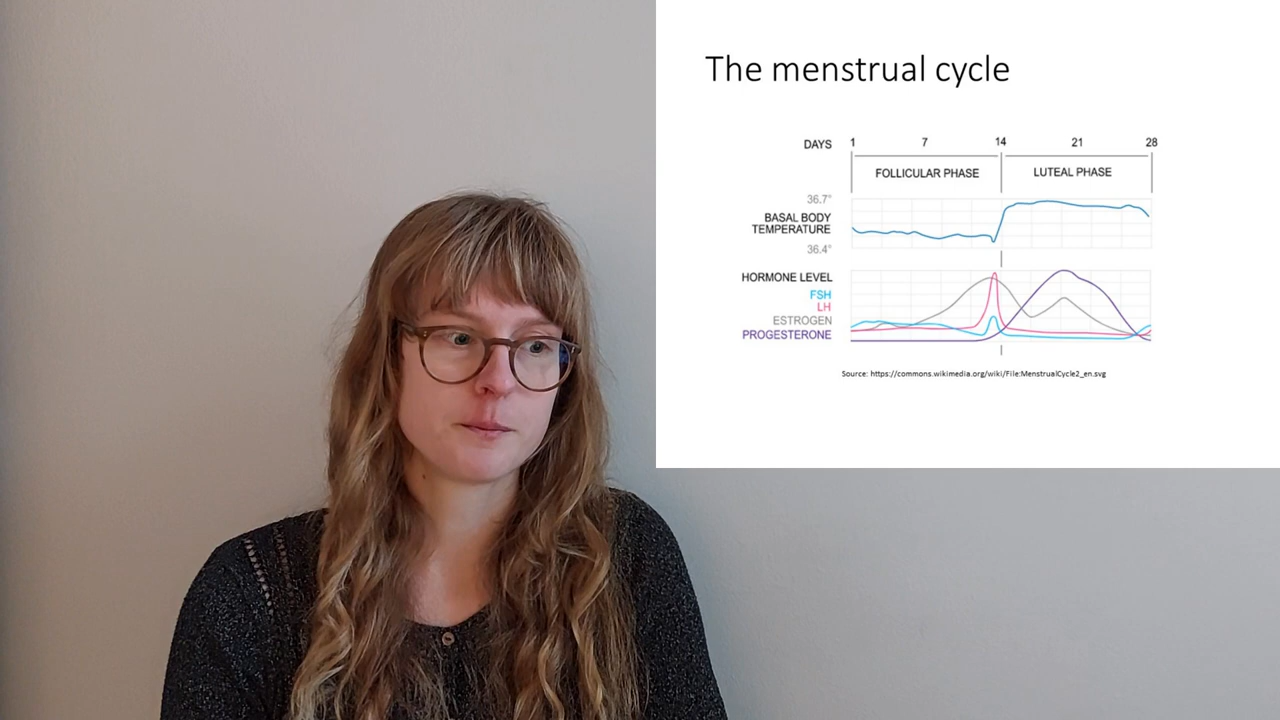 The menstrual cycle
DAYS 1 7 14 21 28
FOLLICULAR PHASE LUTEAL PHASE
36.7°
BASAL BODY
TEMPERATURE
36.4°
HORMONE LEVEL
FSH
LH
ESTROGEN
PROGESTERONE
Source: https://commons.wikimedia.org/wiki/File:MenstrualCycle2_en.svg